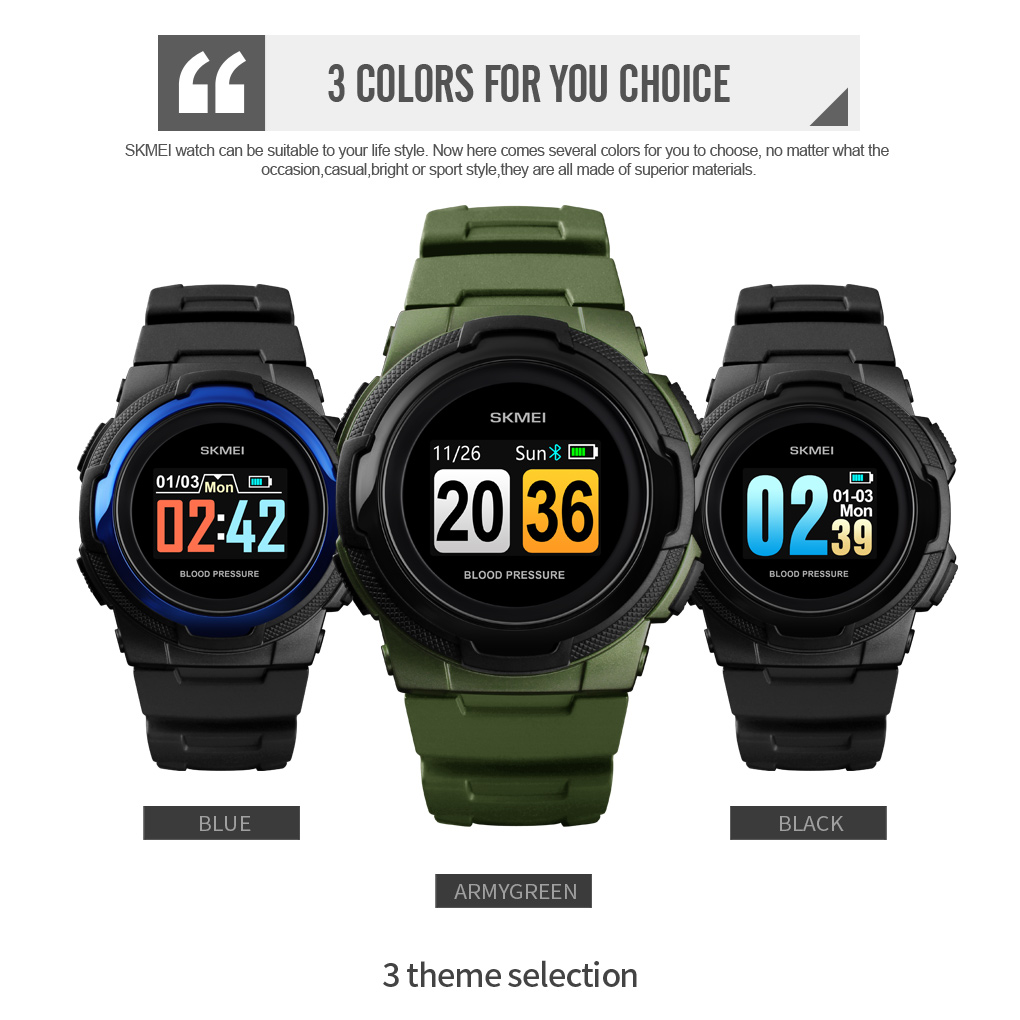 3 COLORS FOR YOU CHOICE
SKMEI watch can be suitable to your life style. Now here comes several colors for you to choose, no matter what the
occasion,casual,bright or sport style,they are all made of superior materials.
SKMEI
01/03 Mon
02:42
BLOOD PRESSURE
SKMEI
11/26 Sun
20 36
BLOOD PRESSURE
SKMEI
02 01-03
Mon
39
BLOOD PRESSURE
BLUE
BLACK
ARMYGREEN
3 theme selection